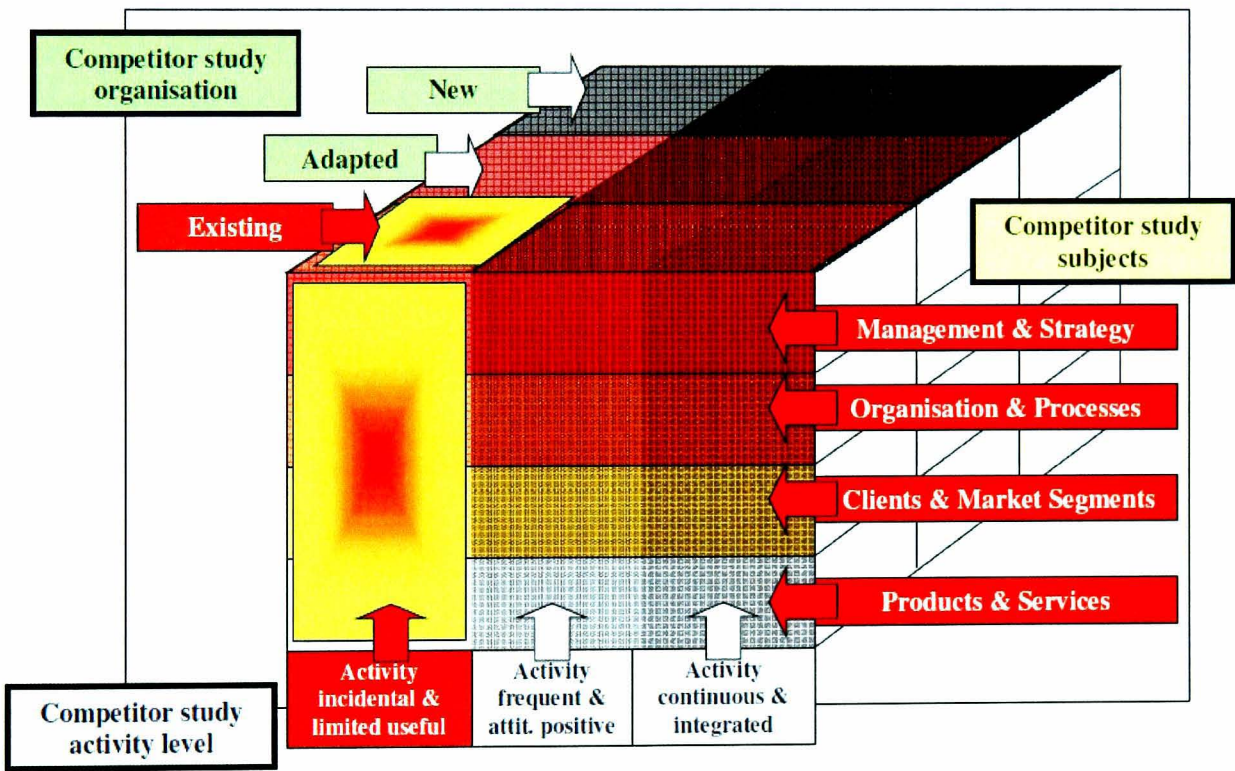 Competitor study
organisation
New
Adapted
Existing
Competitor study
subjects
Management & Strategy
Organisation & Processes
Clients & Market Segments
Products & Services
Activity
incidental &
limited useful
Activity
frequent &
attit. positive
Activity
continuous &
integrated
Competitor study
activity level